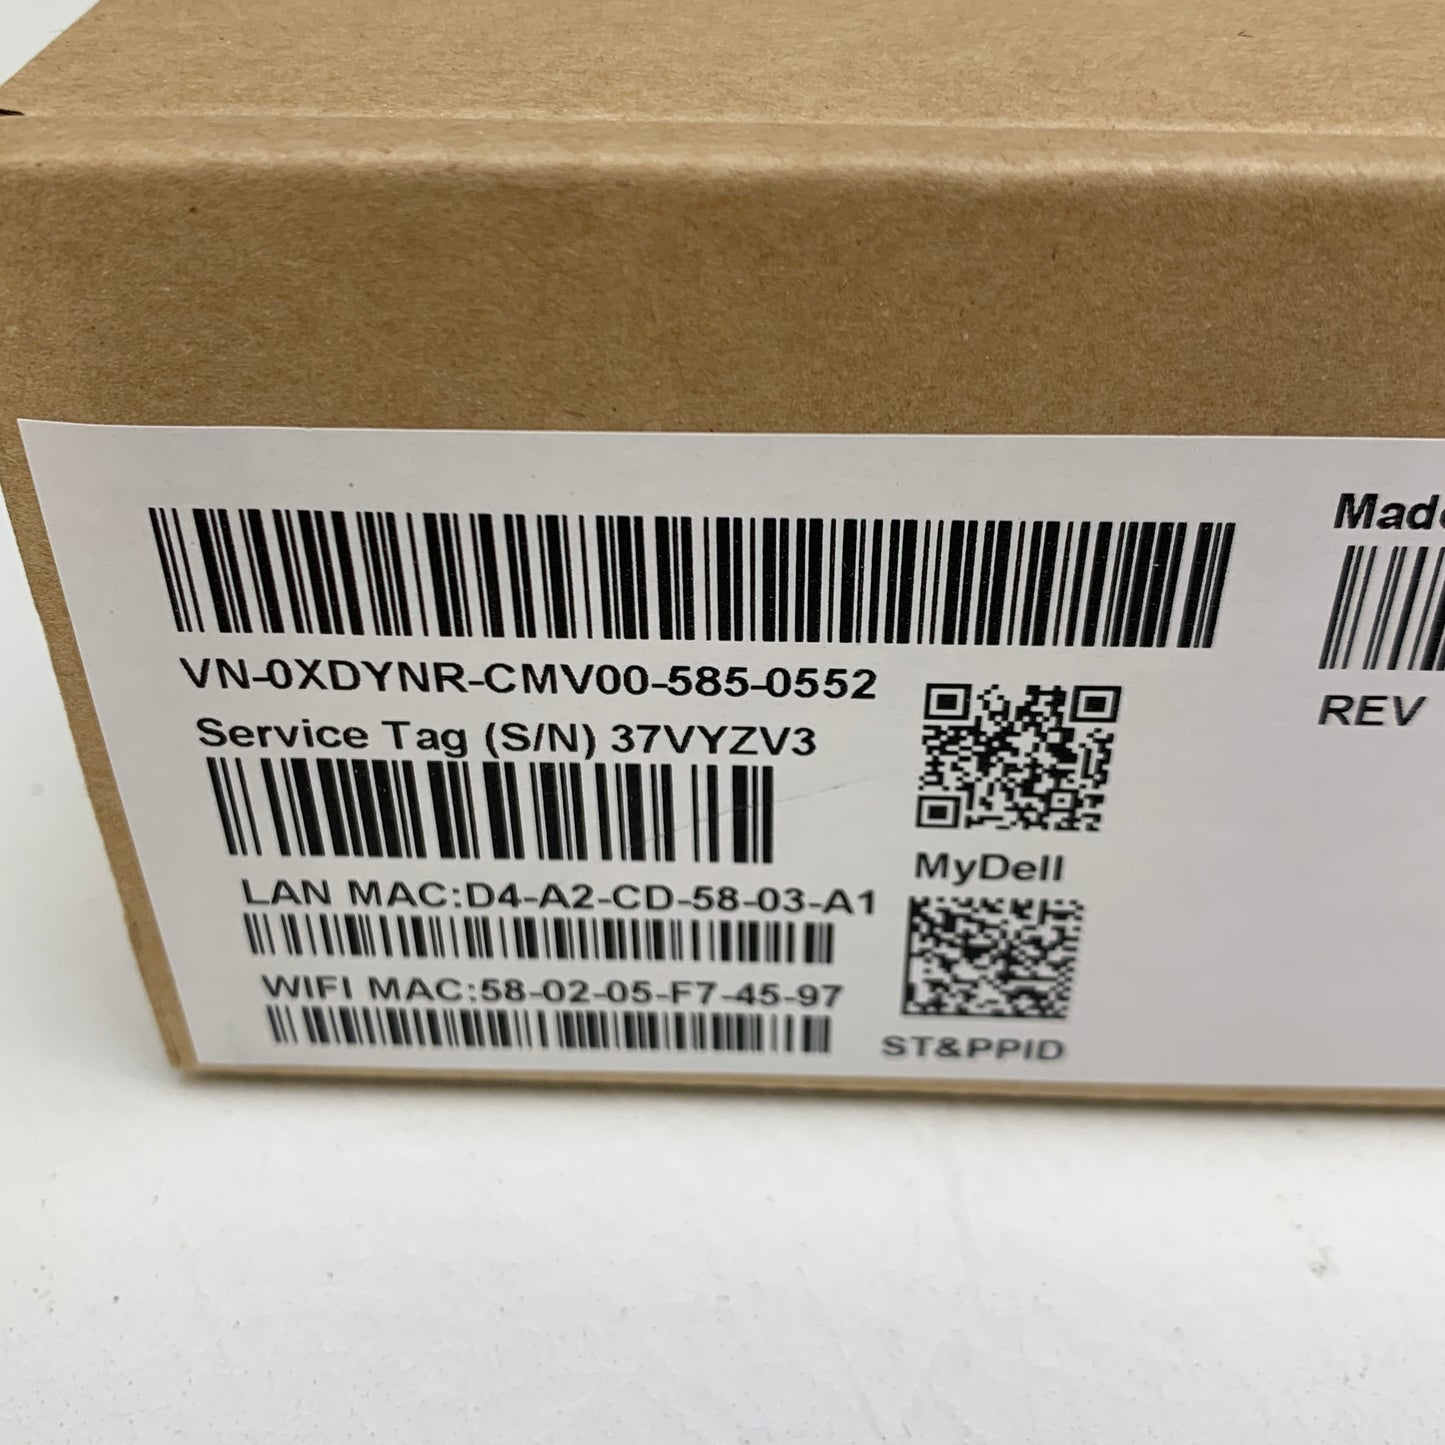 VN-0XDYNR-CMV00-585-0552
Service Tag (S/N) 37VYZV3
LAN MAC:D4-A2-CD-58-03-A1
WIFI MAC:58-02-05-F7-45-97
MyDell
ST&PPID
Made
REV